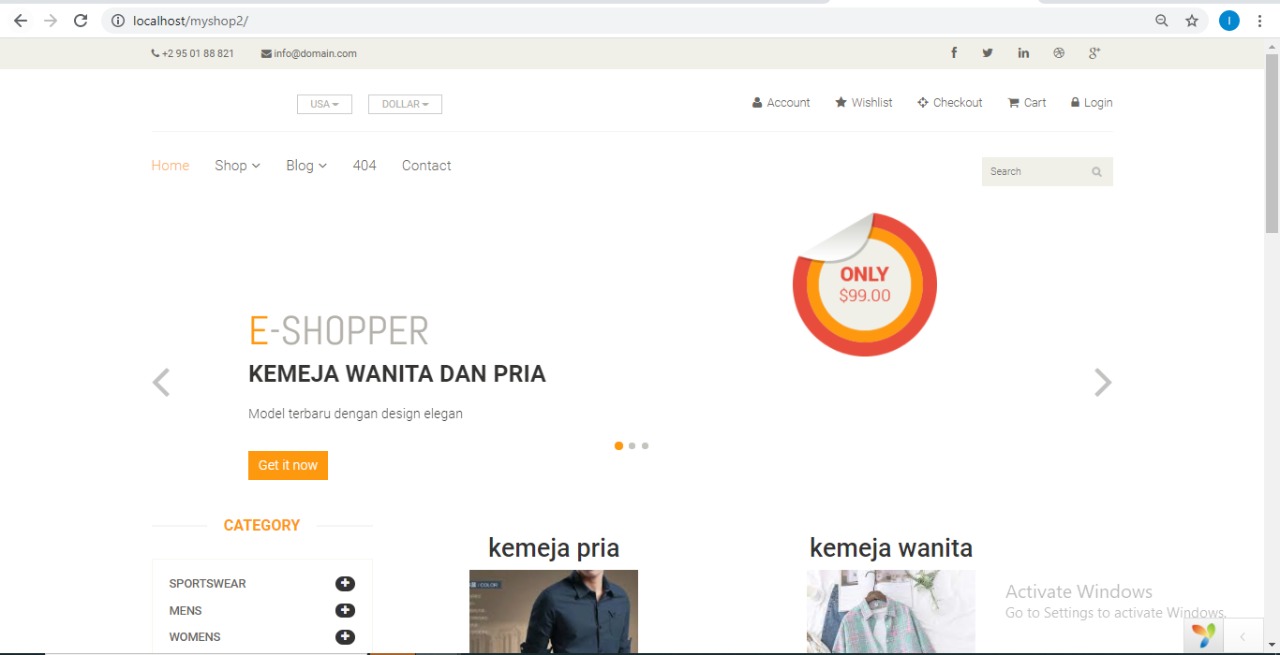 localhost/myshop2/
I
+2 95 01 88 821 info@domain.com
USA DOLLAR Account Wishlist Checkout Cart Login
Home Shop Blog 404 Contact Search
ONLY
$99.00
E-SHOPPER
KEMEJA WANITA DAN PRIA
Model terbaru dengan design elegan
Get it now
CATEGORY
SPORTSWEAR
MENS
WOMENS
kemeja pria
kemeja wanita
Activate Windows
Go to Settings to activate Windows.